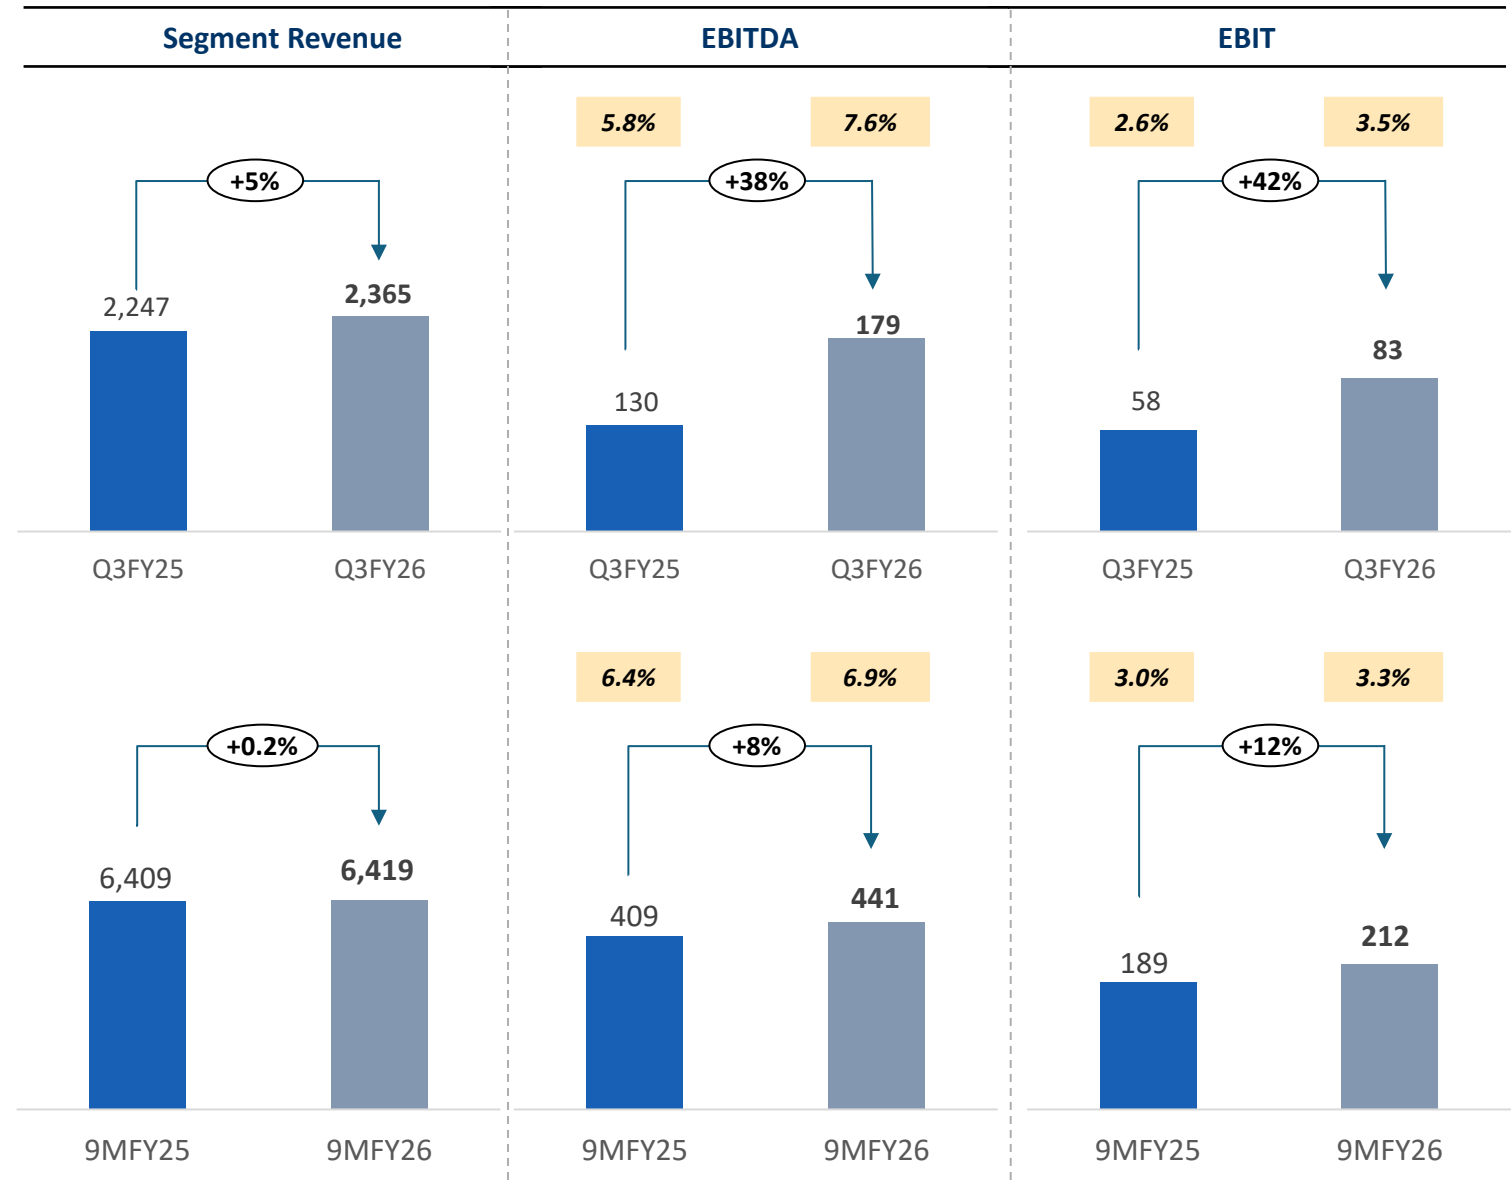 Segment Revenue
EBITDA
EBIT
5.8%
7.6%
2.6%
3.5%
+5%
+38%
+42%
2,247
2,365
130
179
58
83
Q3FY25
Q3FY26
Q3FY25
Q3FY26
Q3FY25
Q3FY26
6.4%
6.9%
3.0%
3.3%
+0.2%
+8%
+12%
6,409
6,419
409
441
189
212
9MFY25
9MFY26
9MFY25
9MFY26
9MFY25
9MFY26